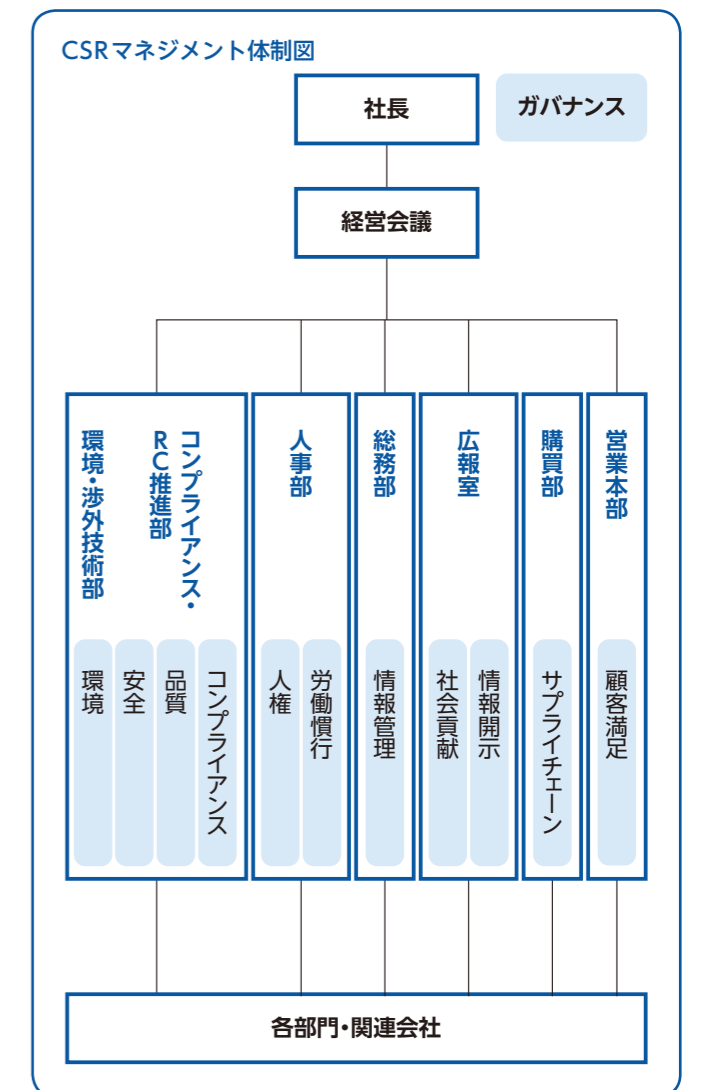 CSRマネジメント体制図
社長
ガバナンス
経営会議
環境・渉外技術部
コンプライアンス・
RC推進部
人事部
総務部
広報室
購買部
営業本部
環境
安全
品質
コンプライアンス
人権
労働慣行
情報管理
社会貢献
情報開示
サプライチェーン
顧客満足
各部門・関連会社